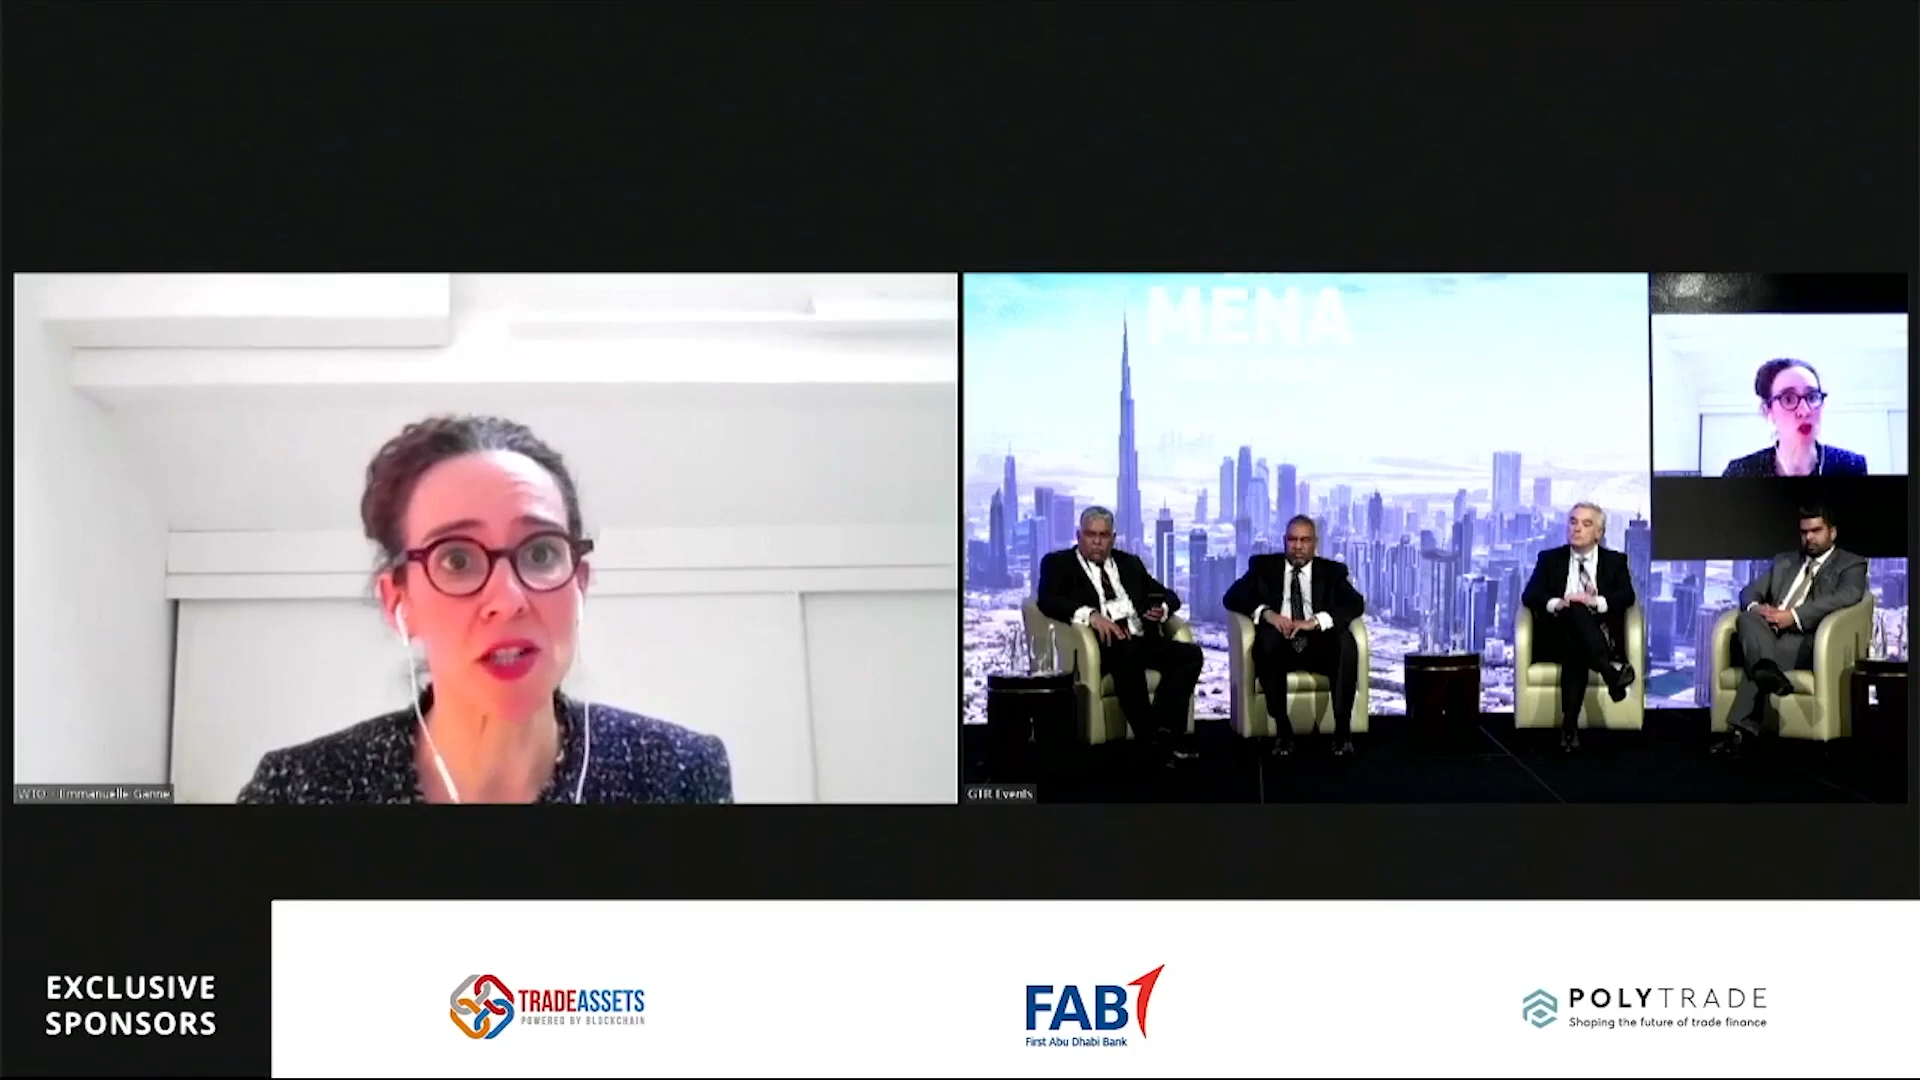 MENA
WTO - Emmanuelle Ganne
GTR Events
EXCLUSIVE
SPONSORS
TRADEASSETS
POWERED BY BLOCKCHAIN
FAB
First Abu Dhabi Bank
POLYTRADE
Shaping the future of trade finance